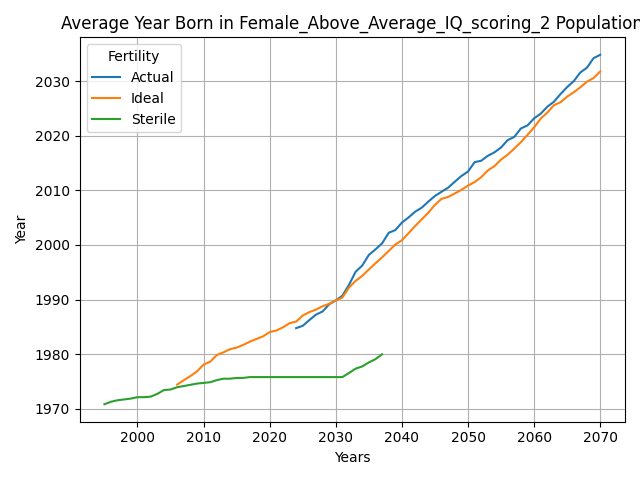 Average Year Born in Female_Above_Average_IQ_scoring_2 Population
Fertility
Actual
Ideal
Sterile
2030
2020
2010
2000
1990
1980
1970
Year
2000 2010 2020 2030 2040 2050 2060 2070
Years